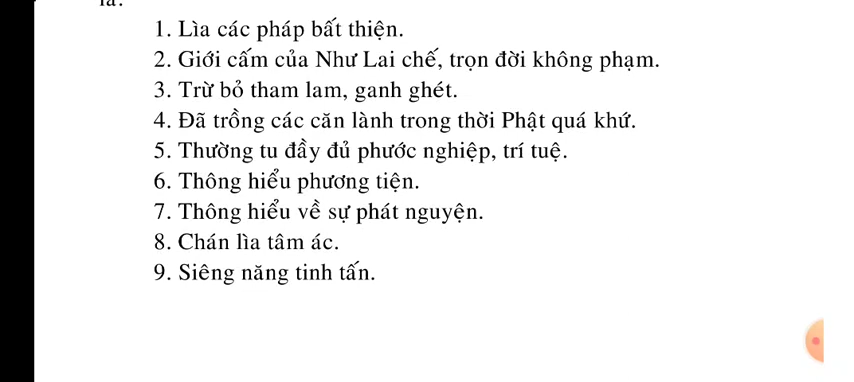 là:
1. Lìa các pháp bất thiện.
2. Giới cấm của Như Lai chế, trọn đời không phạm.
3. Trừ bỏ tham lam, ganh ghét.
4. Đã trồng các căn lành trong thời Phật quá khứ.
5. Thường tu đầy đủ phước nghiệp, trí tuệ.
6. Thông hiểu phương tiện.
7. Thông hiểu về sự phát nguyện.
8. Chán lìa tâm ác.
9. Siêng năng tinh tấn.